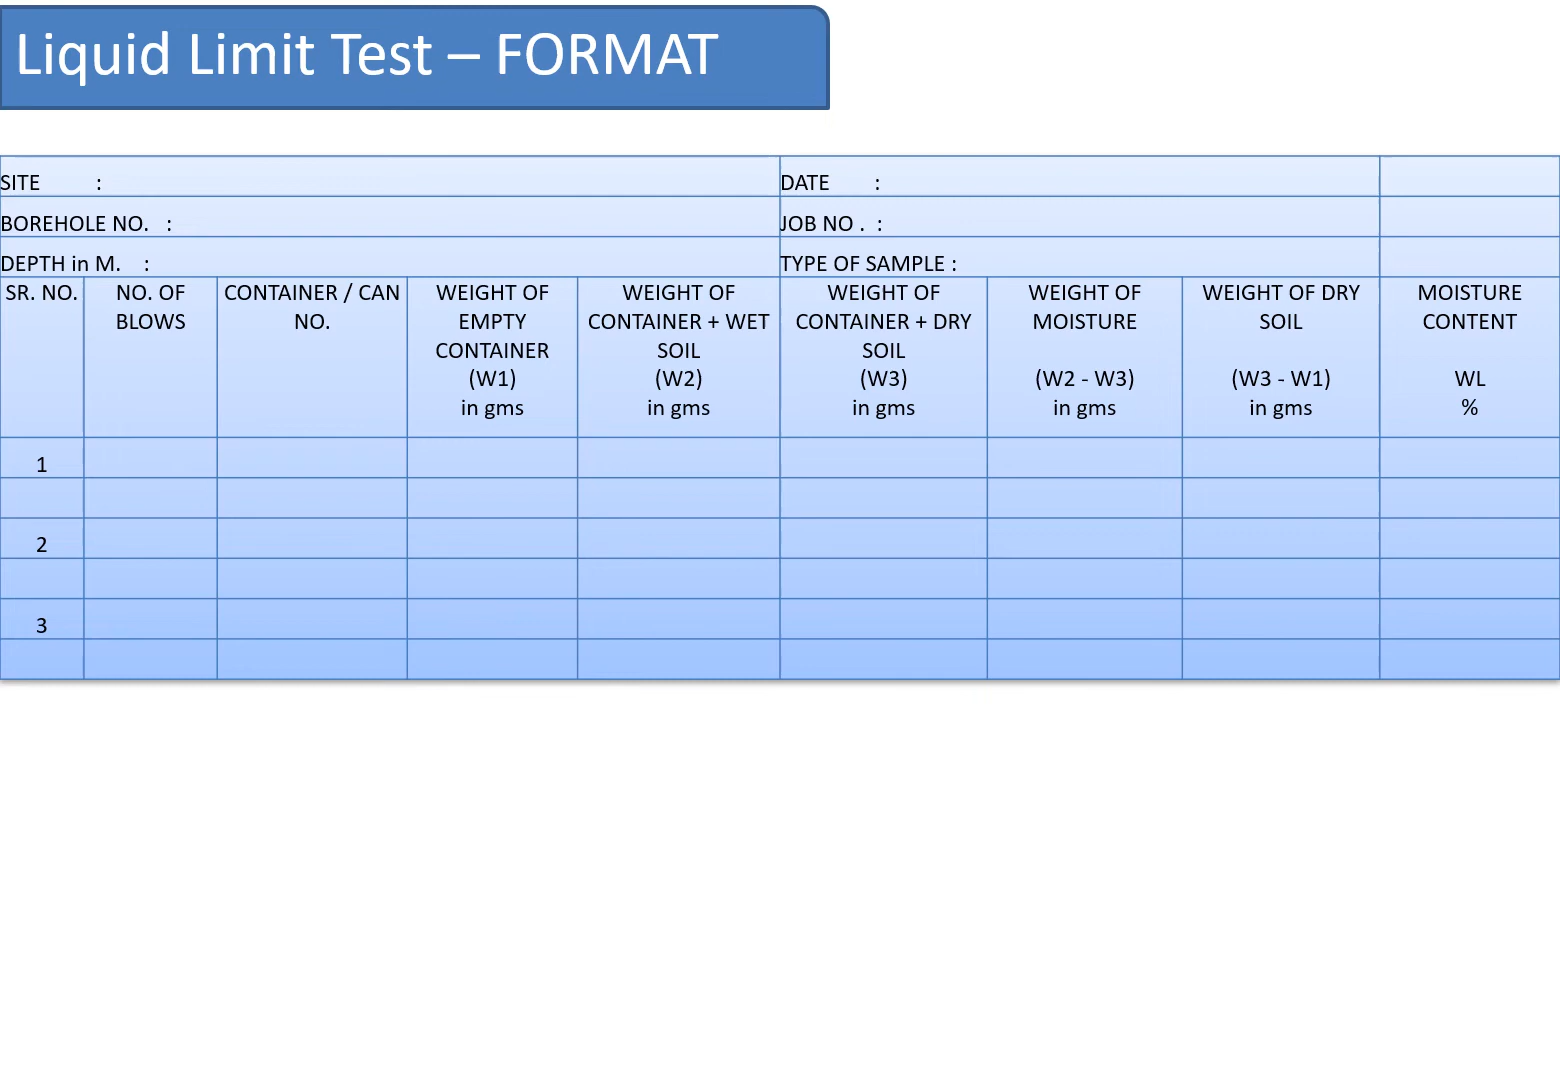 Liquid Limit Test – FORMAT
SITE :
DATE :
BOREHOLE NO. :
JOB NO . :
DEPTH in M. :
TYPE OF SAMPLE :
SR. NO.
NO. OF
BLOWS
CONTAINER / CAN
NO.
WEIGHT OF
EMPTY
CONTAINER
(W1)
in gms
WEIGHT OF
CONTAINER + WET
SOIL
(W2)
in gms
WEIGHT OF
CONTAINER + DRY
SOIL
(W3)
in gms
WEIGHT OF
MOISTURE
(W2 - W3)
in gms
WEIGHT OF DRY
SOIL
(W3 - W1)
in gms
MOISTURE
CONTENT
WL
%
1
2
3